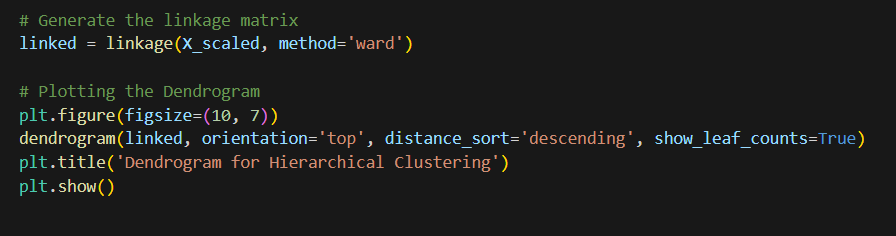 # Generate the linkage matrix
linked = linkage(X_scaled, method='ward')
# Plotting the Dendrogram
plt.figure(figsize=(10, 7))
dendrogram(linked, orientation='top', distance_sort='descending', show_leaf_counts=True)
plt.title('Dendrogram for Hierarchical Clustering')
plt.show()